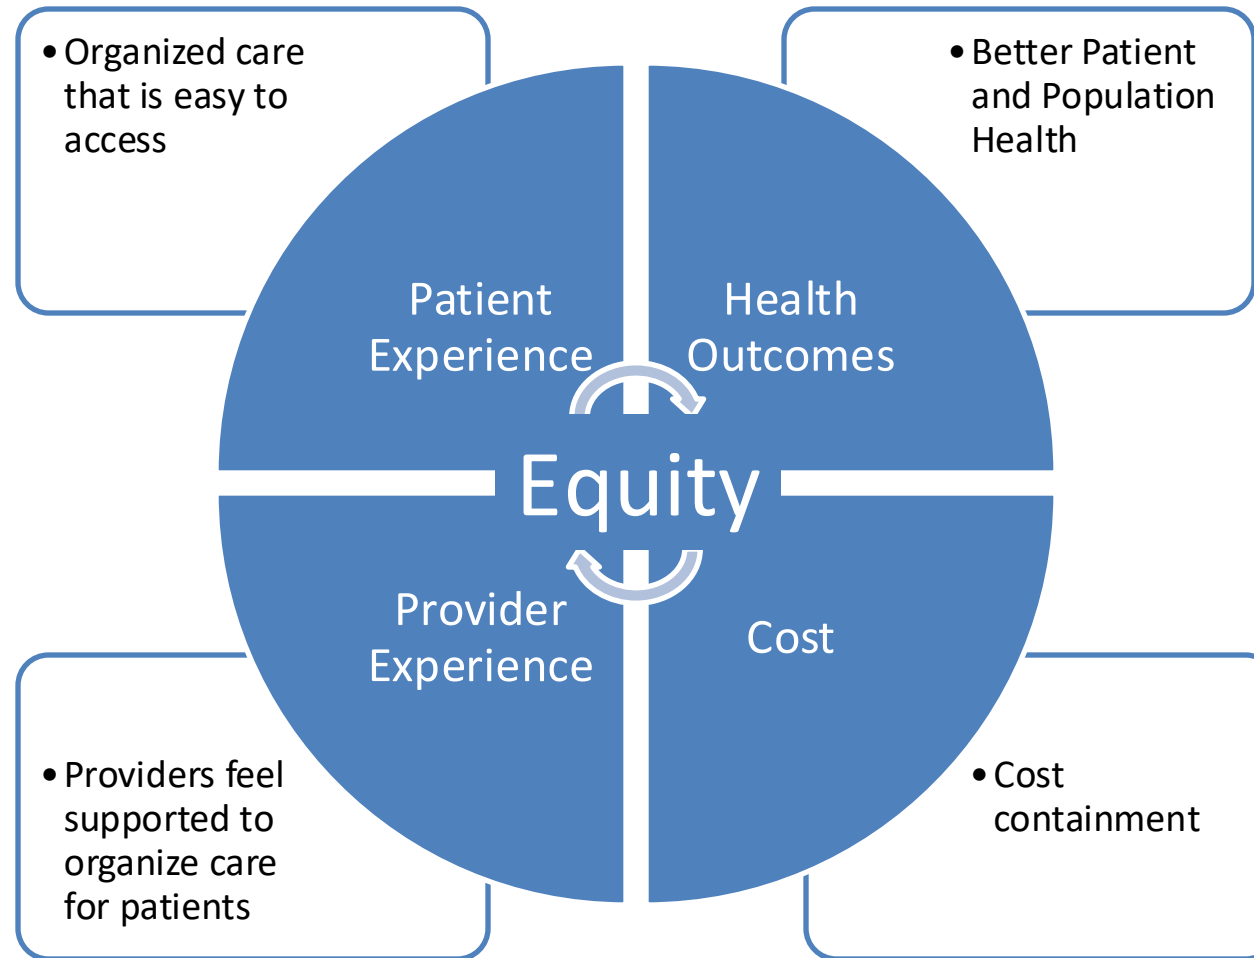 • Organized care
that is easy to
access
• Better Patient
and Population
Health
Patient
Experience
Health
Outcomes
Equity
Provider
Experience
Cost
• Providers feel
supported to
organize care
for patients
• Cost
containment